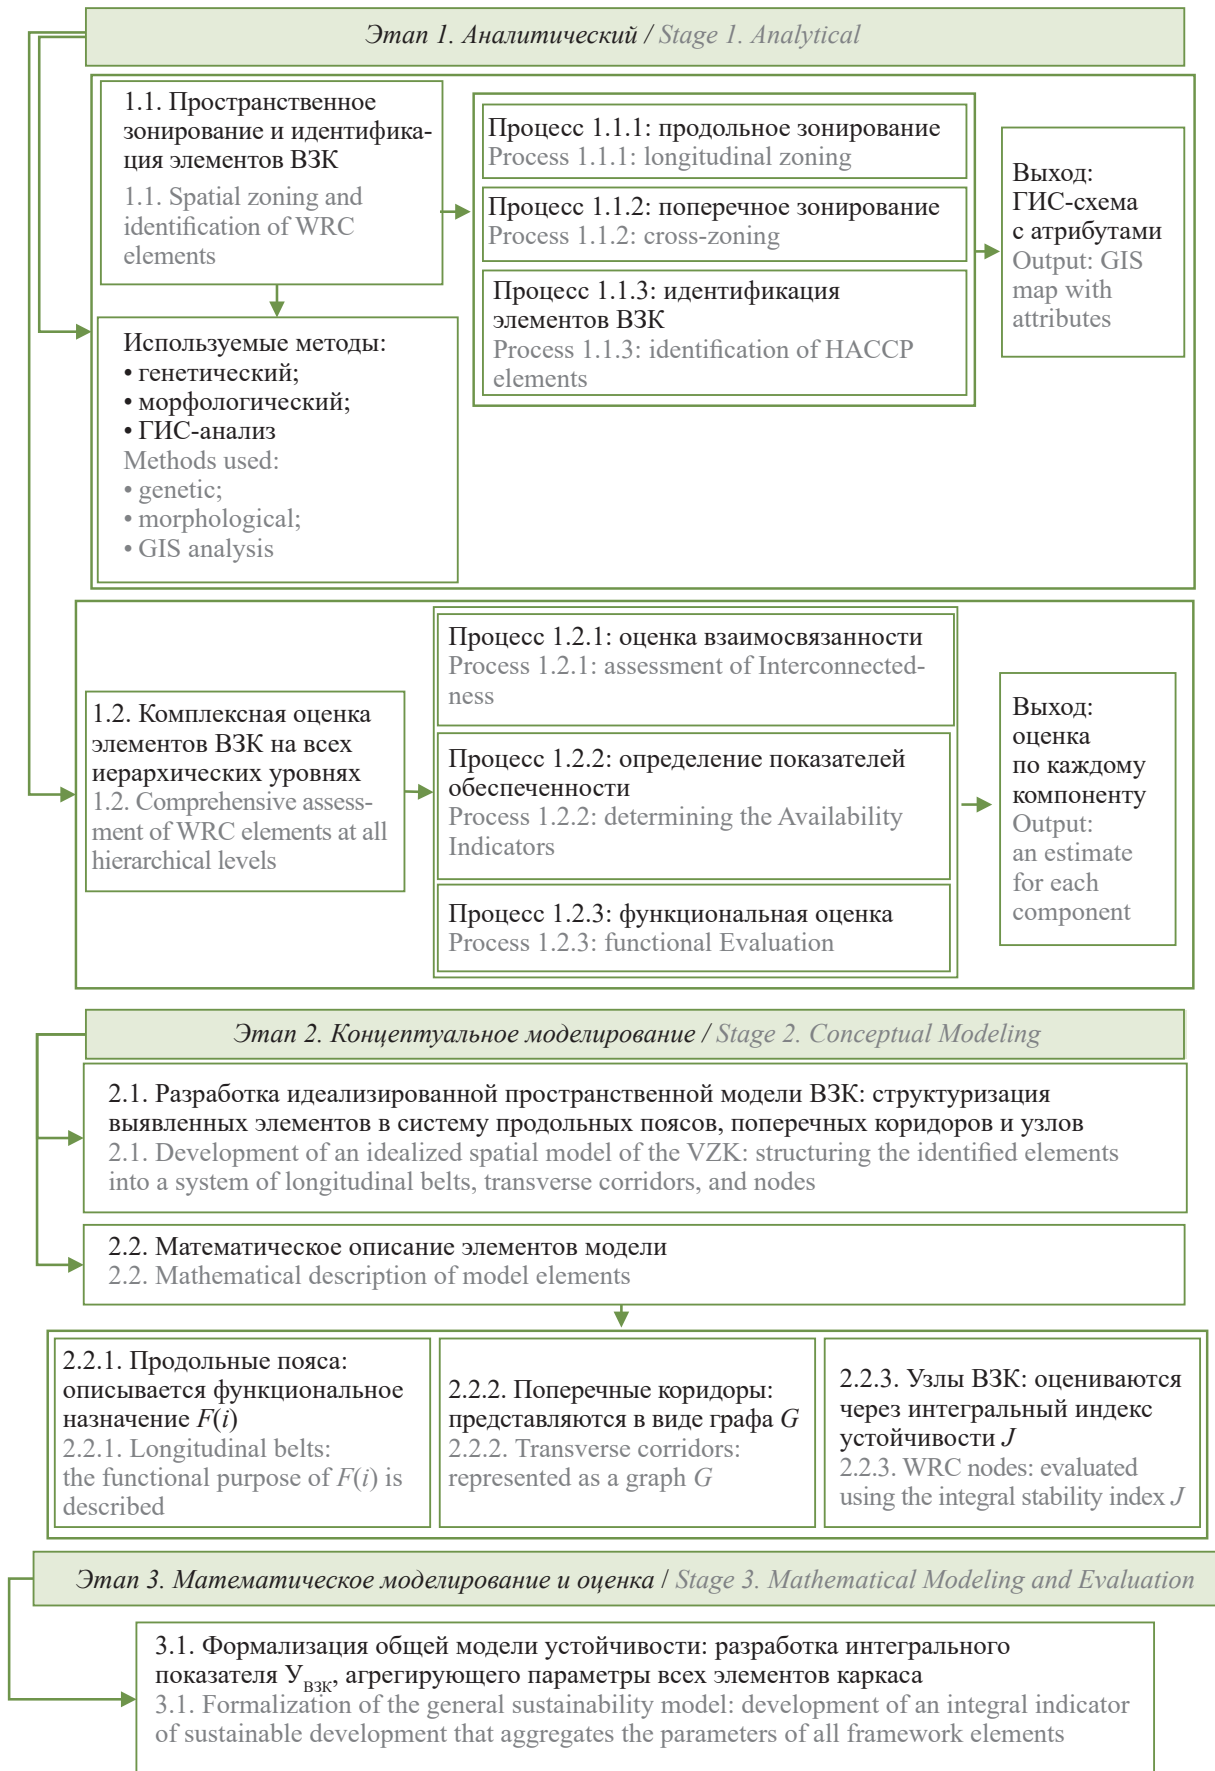 Этап 1. Аналитический / Stage 1. Analytical
1.1. Пространственное
зонирование и идентифика-
ция элементов ВЗК
1.1. Spatial zoning and
identification of WRC
elements
Используемые методы:
• генетический;
• морфологический;
• ГИС-анализ
Methods used:
• genetic;
• morphological;
• GIS analysis
Процесс 1.1.1: продольное зонирование
Process 1.1.1: longitudinal zoning
Процесс 1.1.2: поперечное зонирование
Process 1.1.2: cross-zoning
Процесс 1.1.3: идентификация
элементов ВЗК
Process 1.1.3: identification of HACCP
elements
Выход:
ГИС-схема
с атрибутами
Output: GIS
map with
attributes
1.2. Комплексная оценка
элементов ВЗК на всех
иерархических уровнях
1.2. Comprehensive assess-
ment of WRC elements at all
hierarchical levels
Процесс 1.2.1: оценка взаимосвязанности
Process 1.2.1: assessment of Interconnected-
ness
Процесс 1.2.2: определение показателей
обеспеченности
Process 1.2.2: determining the Availability
Indicators
Процесс 1.2.3: функциональная оценка
Process 1.2.3: functional Evaluation
Выход:
оценка
по каждому
компоненту
Output:
an estimate
for each
component
Этап 2. Концептуальное моделирование / Stage 2. Conceptual Modeling
2.1. Разработка идеализированной пространственной модели ВЗК: структуризация
выявленных элементов в систему продольных поясов, поперечных коридоров и узлов
2.1. Development of an idealized spatial model of the VZK: structuring the identified elements
into a system of longitudinal belts, transverse corridors, and nodes
2.2. Математическое описание элементов модели
2.2. Mathematical description of model elements
2.2.1. Продольные пояса:
описывается функциональное
назначение F(i)
2.2.1. Longitudinal belts:
the functional purpose of F(i) is
described
2.2.2. Поперечные коридоры:
представляются в виде графа G
2.2.2. Transverse corridors:
represented as a graph G
2.2.3. Узлы ВЗК: оцениваются
через интегральный индекс
устойчивости J
2.2.3. WRC nodes: evaluated
using the integral stability index J
Этап 3. Математическое моделирование и оценка / Stage 3. Mathematical Modeling and Evaluation
3.1. Формализация общей модели устойчивости: разработка интегрального
показателя УВЗК, агрегирующего параметры всех элементов каркаса
3.1. Formalization of the general sustainability model: development of an integral indicator
of sustainable development that aggregates the parameters of all framework elements